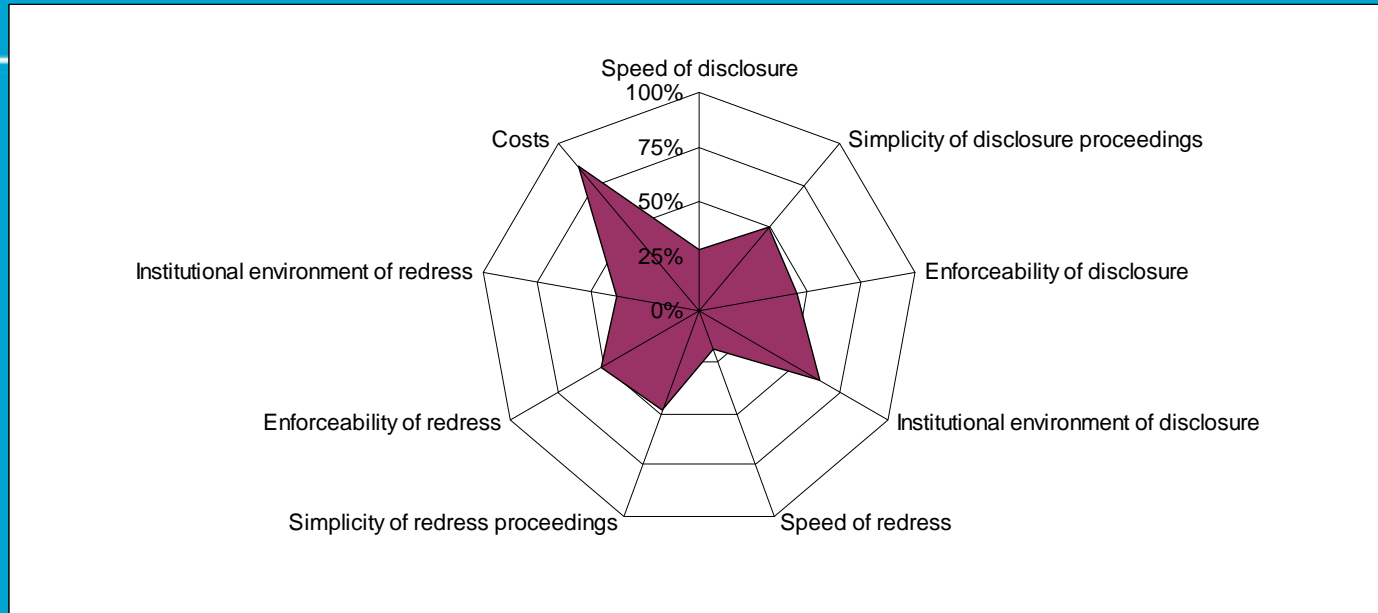 Speed of disclosure
100%
Costs
Simplicity of disclosure proceedings
75%
50%
25%
Institutional environment of redress
Enforceability of disclosure
0%
Enforceability of redress
Institutional environment of disclosure
Simplicity of redress proceedings
Speed of redress